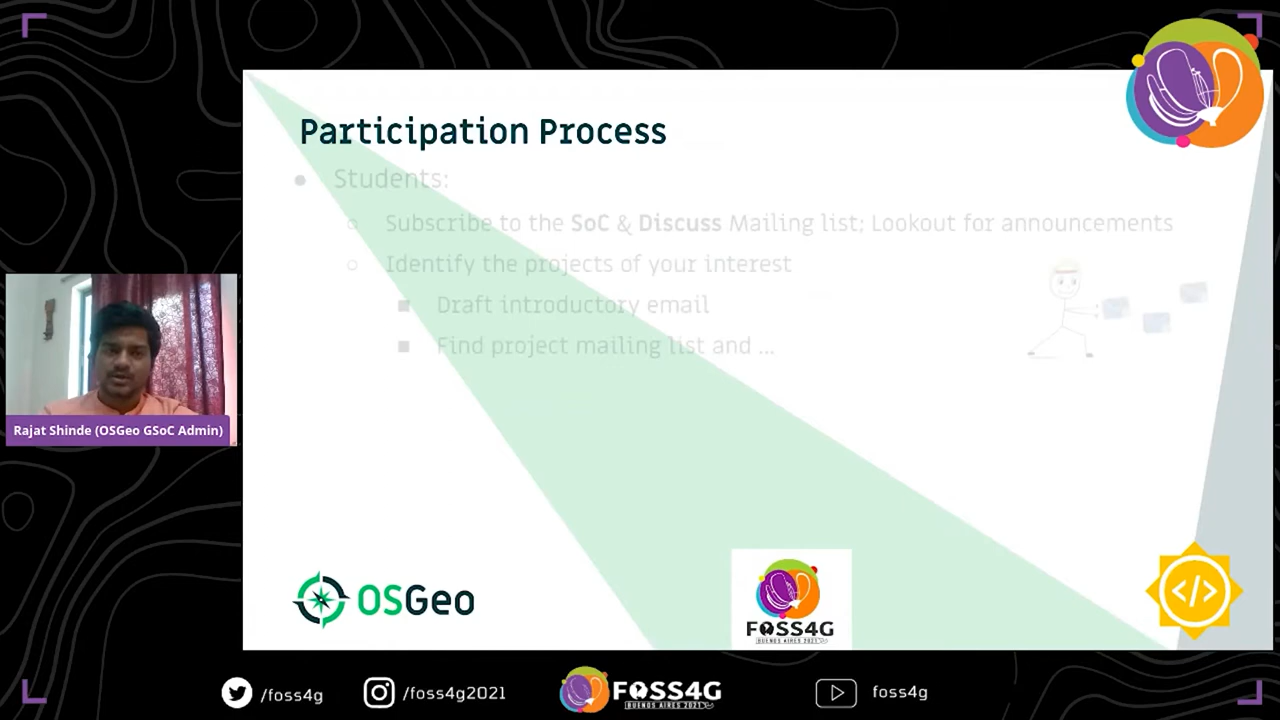 Participation Process
● Students:
○ Subscribe to the SoC & Discuss Mailing list; Lookout for announcements
○ Identify the projects of your interest
■ Draft introductory email
■ Find project mailing list and ...
Rajat Shinde (OSGeo GSoC Admin)
OSGeo
FOSS4G
BUENOS AIRES 2021
</>
/foss4g
/foss4g2021
FOSS4G
BUENOS AIRES 2021
foss4g